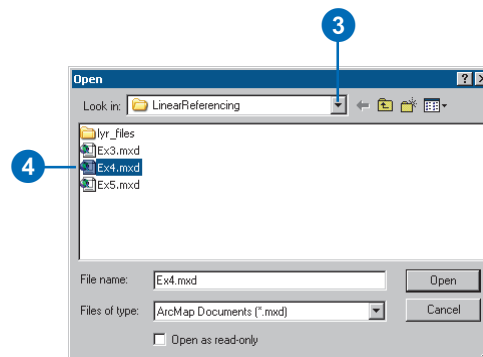 3
Open
Look in: LinearReferencing
lyr_files
Ex3.mxd
4
Ex4.mxd
Ex5.mxd
File name: Ex4.mxd Open
Files of type: ArcMap Documents (*.mxd) Cancel
Open as read-only